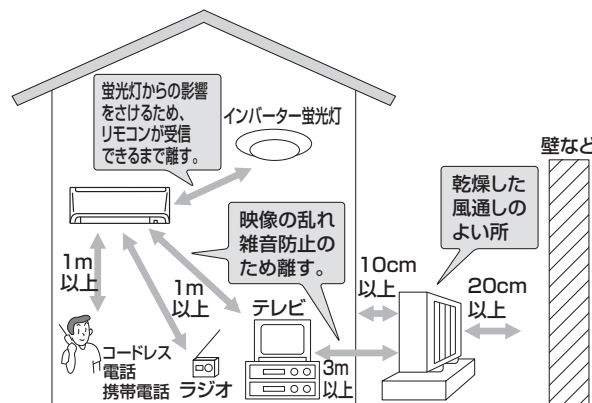 蛍光灯からの影響
をさけるため、
リモコンが受信
できるまで離す。
インバーター蛍光灯
壁など
乾燥した
風通しの
よい所
映像の乱れ
雑音防止の
ため離す。
1m
以上
1m
以上
10cm
以上
20cm
以上
テレビ
コードレス
電話
携帯電話
ラジオ
3m
以上